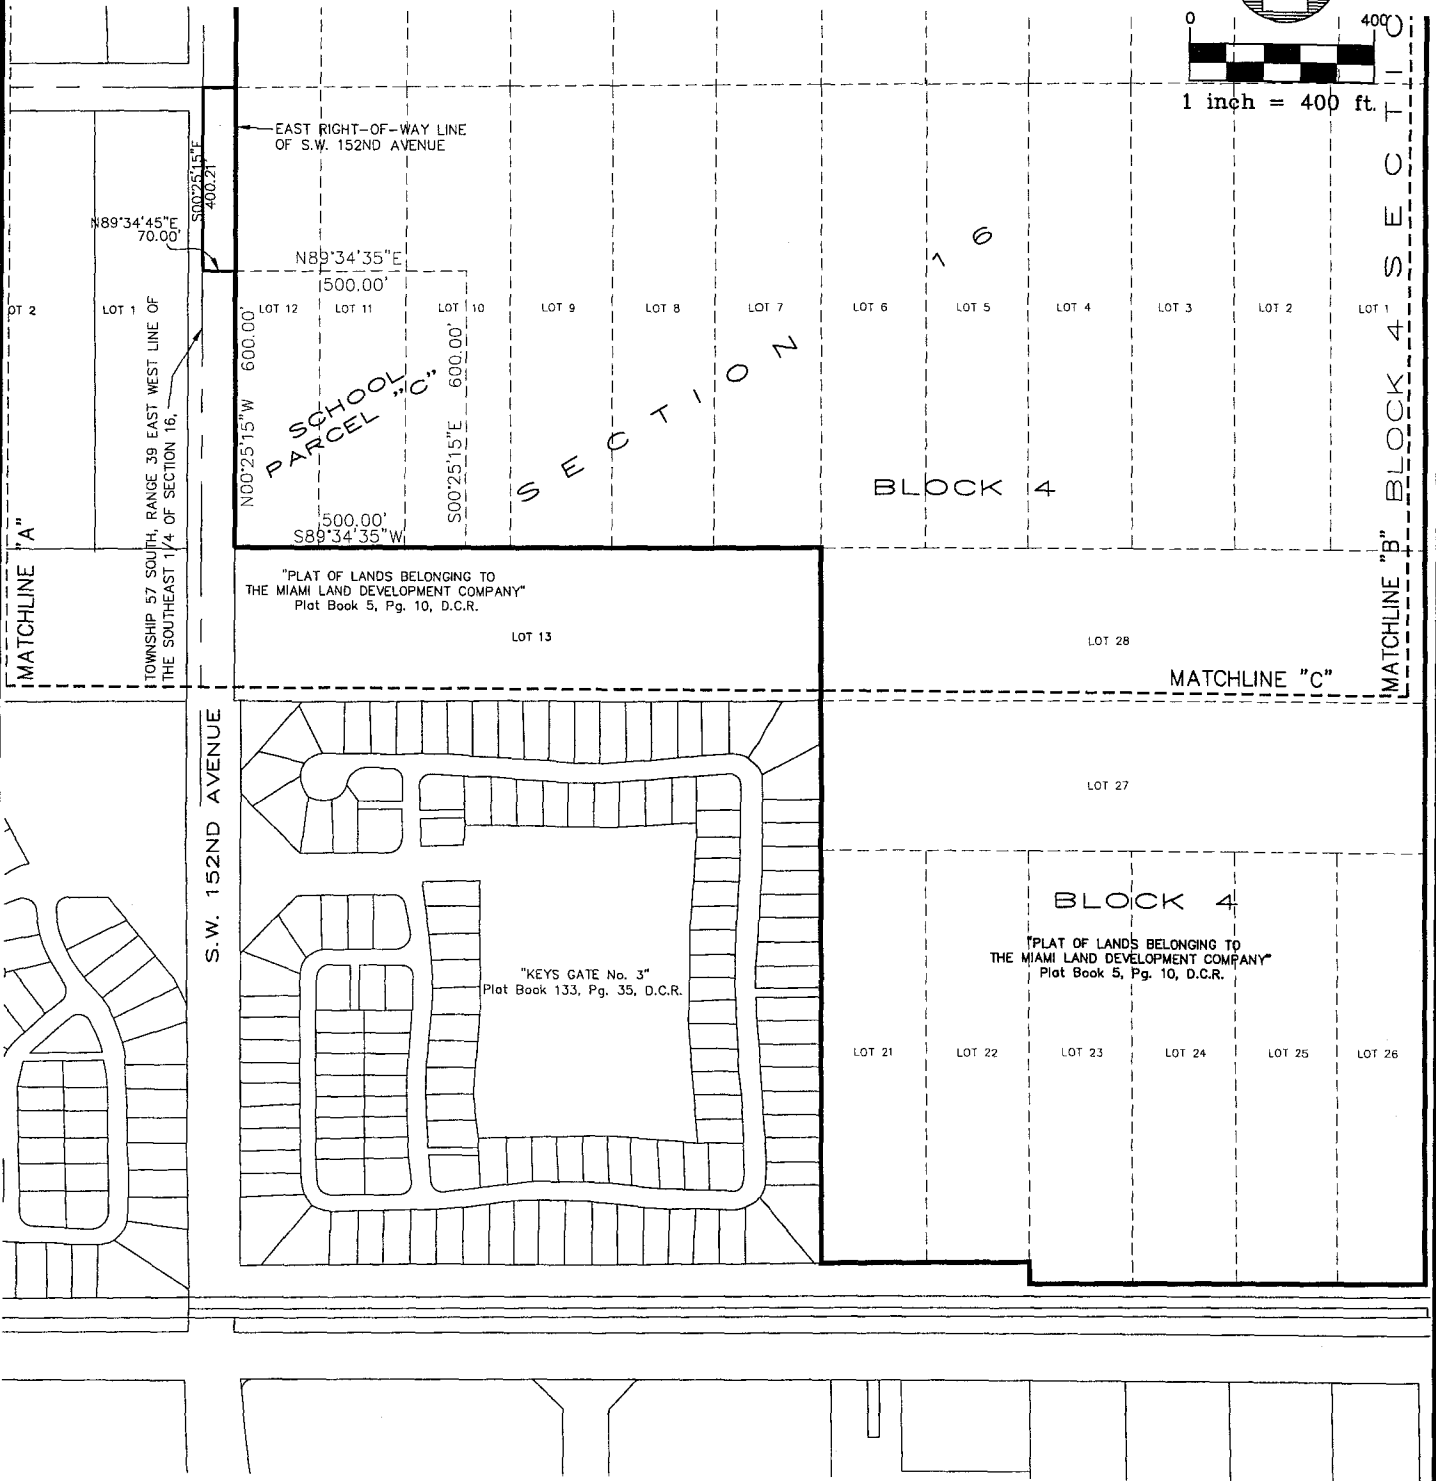 0 400
1 inch = 400 ft.
EAST RIGHT-OF-WAY LINE
OF S.W. 152ND AVENUE
S00°25'15"E
400.21'
N89°34'45"E
70.00'
N89°34'35"E
500.00'
1 6
OT 2
LOT 1
LOT 12
LOT 11
LOT 10
LOT 9
LOT 8
LOT 7
LOT 6
LOT 5
LOT 4
LOT 3
LOT 2
LOT 1
TOWNSHIP 57 SOUTH, RANGE 39 EAST WEST LINE OF
THE SOUTHEAST 1/4 OF SECTION 16,
N00°25'15"W 600.00'
SCHOOL
PARCEL "C"
S00°25'15"E 600.00'
SECTION
BLOCK 4
500.00'
S89°34'35"W
MATCHLINE "A"
MATCHLINE "B"
BLOCK 4 SECTIO
"PLAT OF LANDS BELONGING TO
THE MIAMI LAND DEVELOPMENT COMPANY"
Plat Book 5, Pg. 10, D.C.R.
LOT 13
LOT 28
MATCHLINE "C"
S.W. 152ND AVENUE
LOT 27
BLOCK 4
"PLAT OF LANDS BELONGING TO
THE MIAMI LAND DEVELOPMENT COMPANY"
Plat Book 5, Pg. 10, D.C.R.
"KEYS GATE No. 3"
Plat Book 133, Pg. 35, D.C.R.
LOT 21
LOT 22
LOT 23
LOT 24
LOT 25
LOT 26